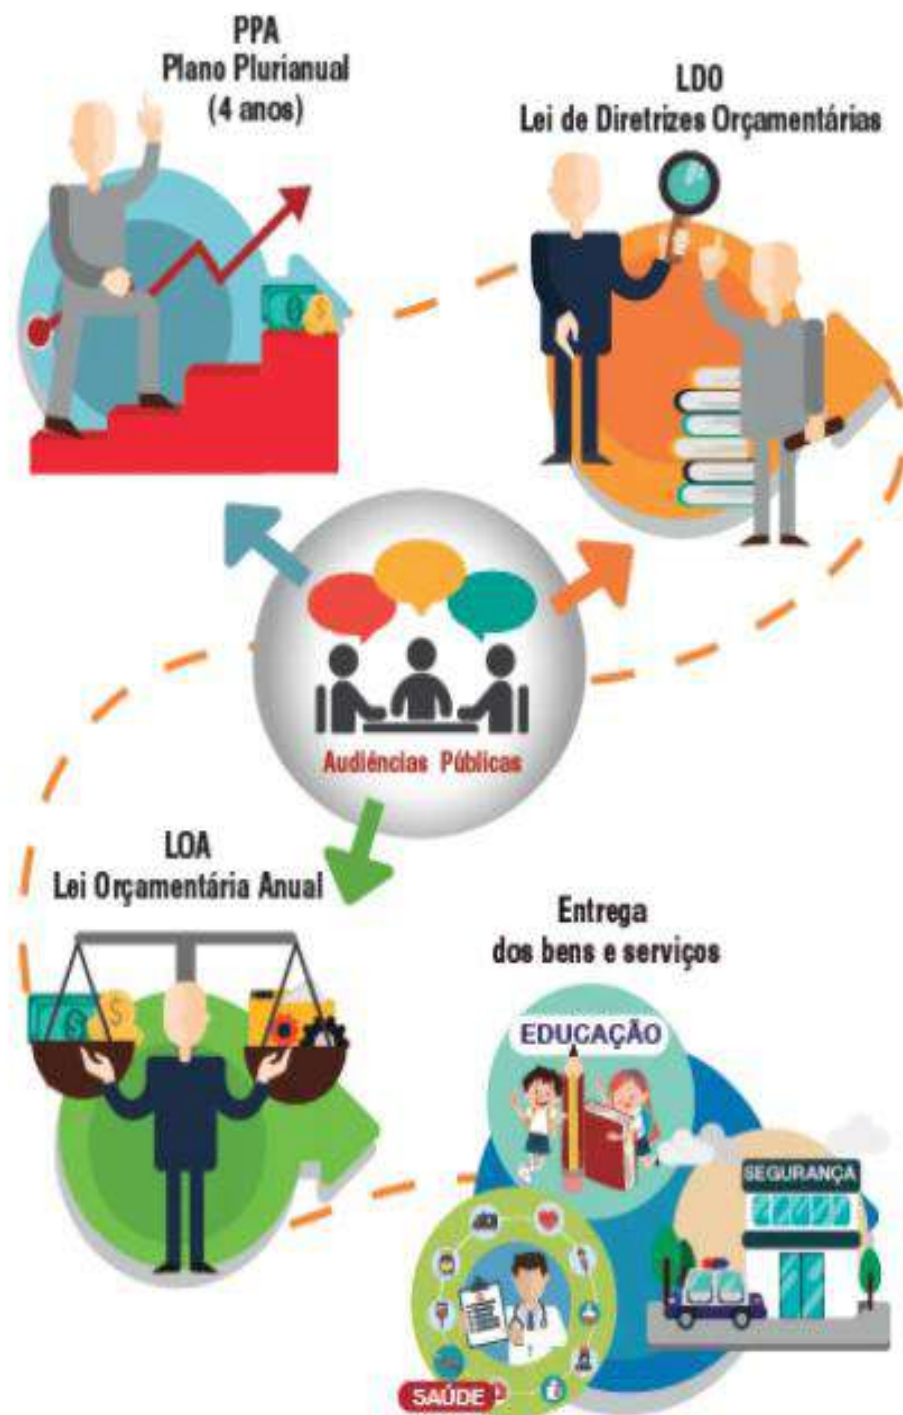 PPA
Plano Plurianual
(4 anos)
LDO
Lei de Diretrizes Orçamentárias
Audiências Públicas
LOA
Lei Orçamentária Anual
Entrega
dos bens e serviços
EDUCAÇÃO
SEGURANÇA
SAÚDE